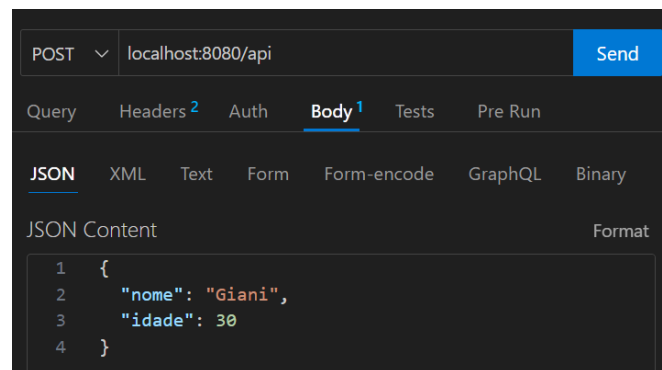 POST localhost:8080/api Send
Query Headers 2 Auth Body 1 Tests Pre Run
JSON XML Text Form Form-encode GraphQL Binary
JSON Content Format
1 {
2 "nome": "Giani",
3 "idade": 30
4 }